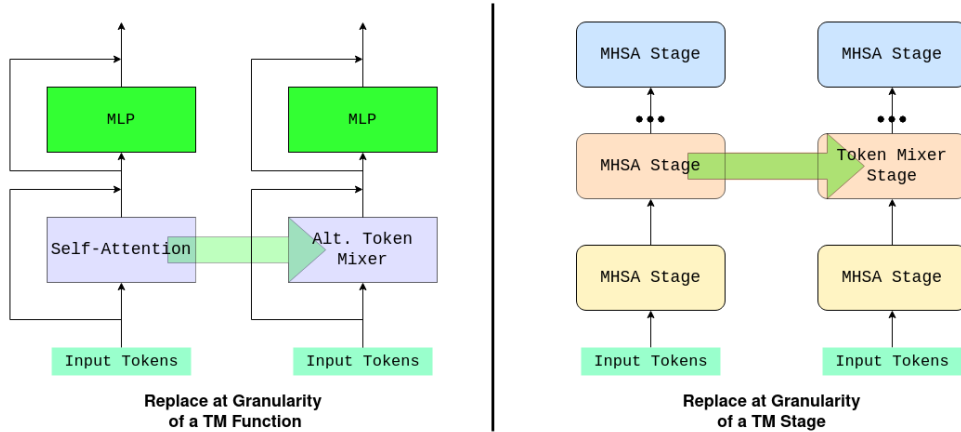 MLP
MLP
Self-Attention
Alt. Token
Mixer
Input Tokens
Input Tokens
Replace at Granularity
of a TM Function
MHSA Stage
MHSA Stage
MHSA Stage
Token Mixer
Stage
MHSA Stage
MHSA Stage
Input Tokens
Input Tokens
Replace at Granularity
of a TM Stage